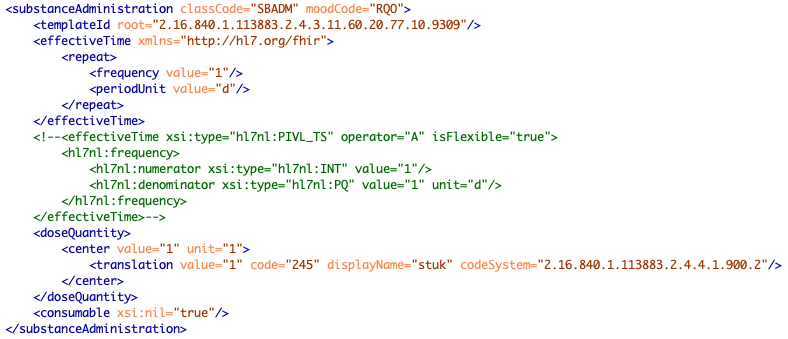 <substanceAdministration classCode="SBADM" moodCode="RQO">
    <templateId root="2.16.840.1.113883.2.4.3.11.60.20.77.10.9309"/>
    <effectiveTime xmlns="http://hl7.org/fhir">
        <repeat>
            <frequency value="1"/>
            <periodUnit value="d"/>
        </repeat>
    </effectiveTime>
    <!--<effectiveTime xsi:type="hl7nl:PIVL_TS" operator="A" isFlexible="true">
        <hl7nl:frequency>
            <hl7nl:numerator xsi:type="hl7nl:INT" value="1"/>
            <hl7nl:denominator xsi:type="hl7nl:PQ" value="1" unit="d"/>
        </hl7nl:frequency>
    </effectiveTime>-->
    <doseQuantity>
        <center value="1" unit="1">
            <translation value="1" code="245" displayName="stuk" codeSystem="2.16.840.1.113883.2.4.4.1.900.2"/>
        </center>
    </doseQuantity>
    <consumable xsi:nil="true"/>
</substanceAdministration>